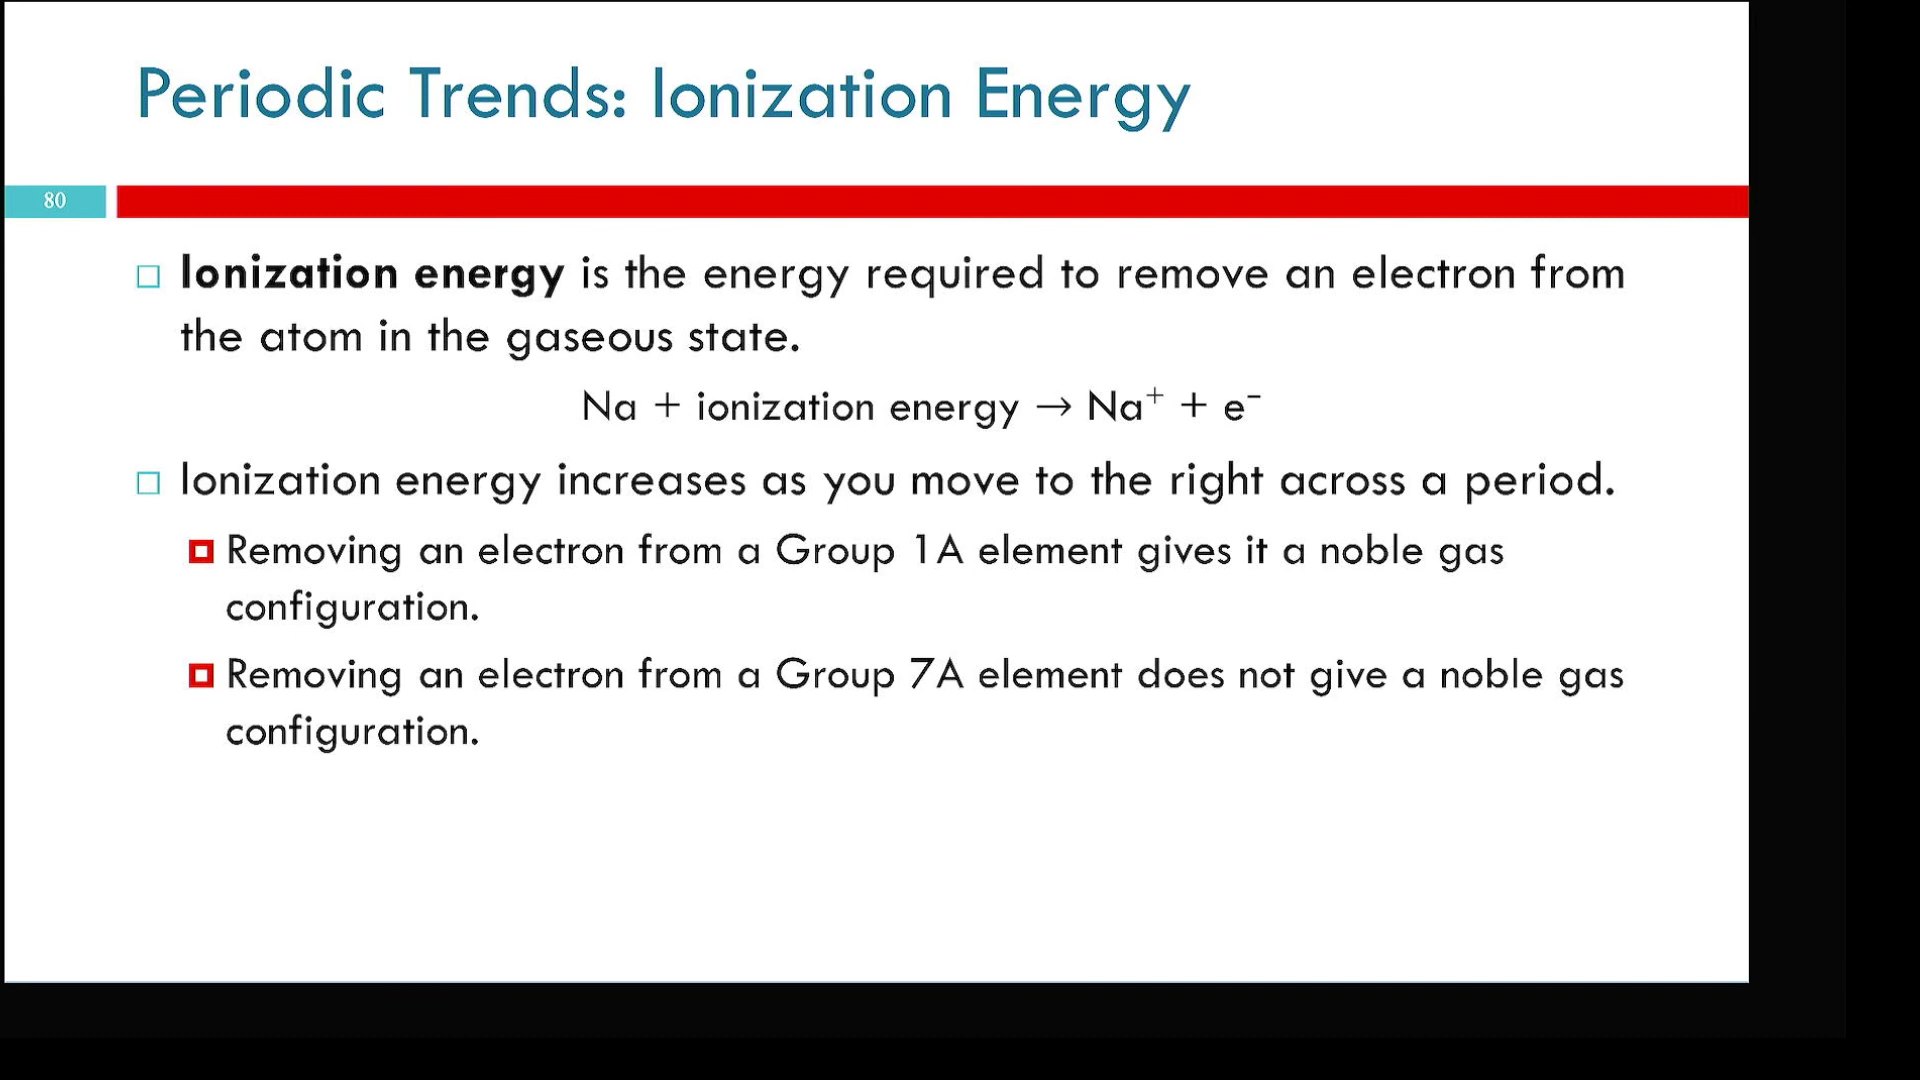 Periodic Trends: Ionization Energy
80
Ionization energy is the energy required to remove an electron from
the atom in the gaseous state.
Na + ionization energy → Na⁺ + e⁻
Ionization energy increases as you move to the right across a period.
Removing an electron from a Group 1A element gives it a noble gas
configuration.
Removing an electron from a Group 7A element does not give a noble gas
configuration.